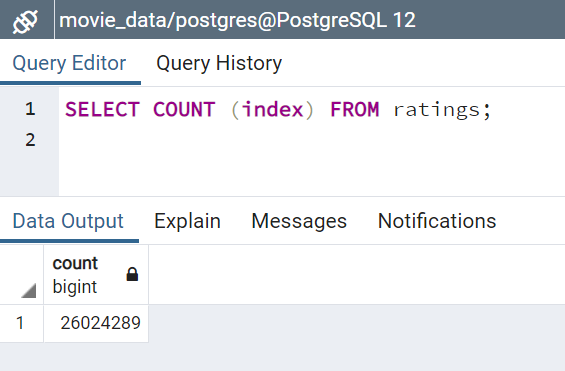 movie_data/postgres@PostgreSQL 12
Query Editor Query History
1 SELECT COUNT (index) FROM ratings;
2
Data Output Explain Messages Notifications
count
bigint
1 26024289